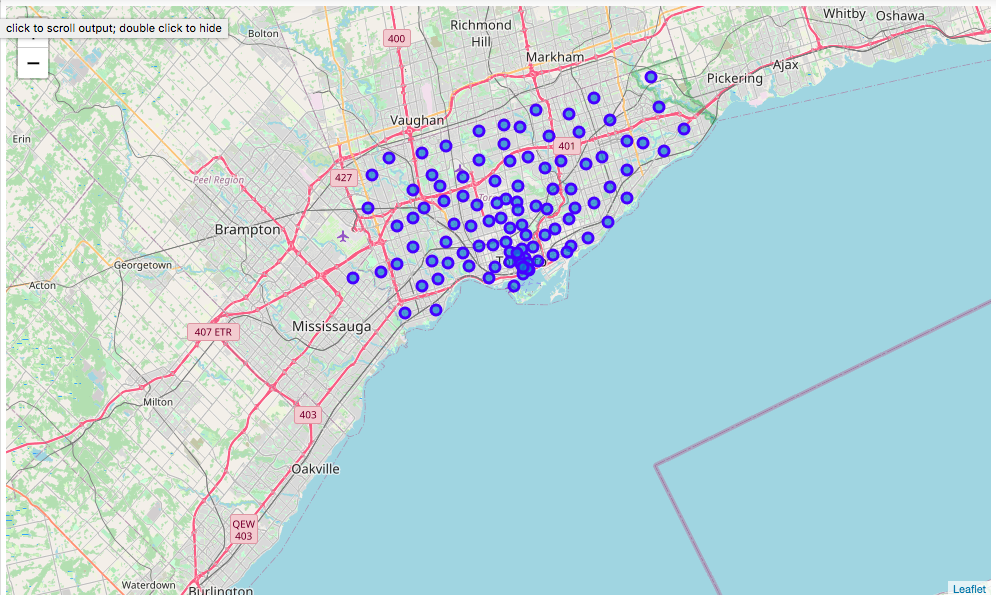 Whitby
Oshawa
click to scroll output; double click to hide
Bolton
400
Richmond
Hill
Markham
Ajax
Pickering
−
Vaughan
Erin
401
427
Peel Region
Brampton
Georgetown
Acton
Mississauga
407 ETR
Milton
403
Oakville
QEW
403
Waterdown
Burlington
Leaflet